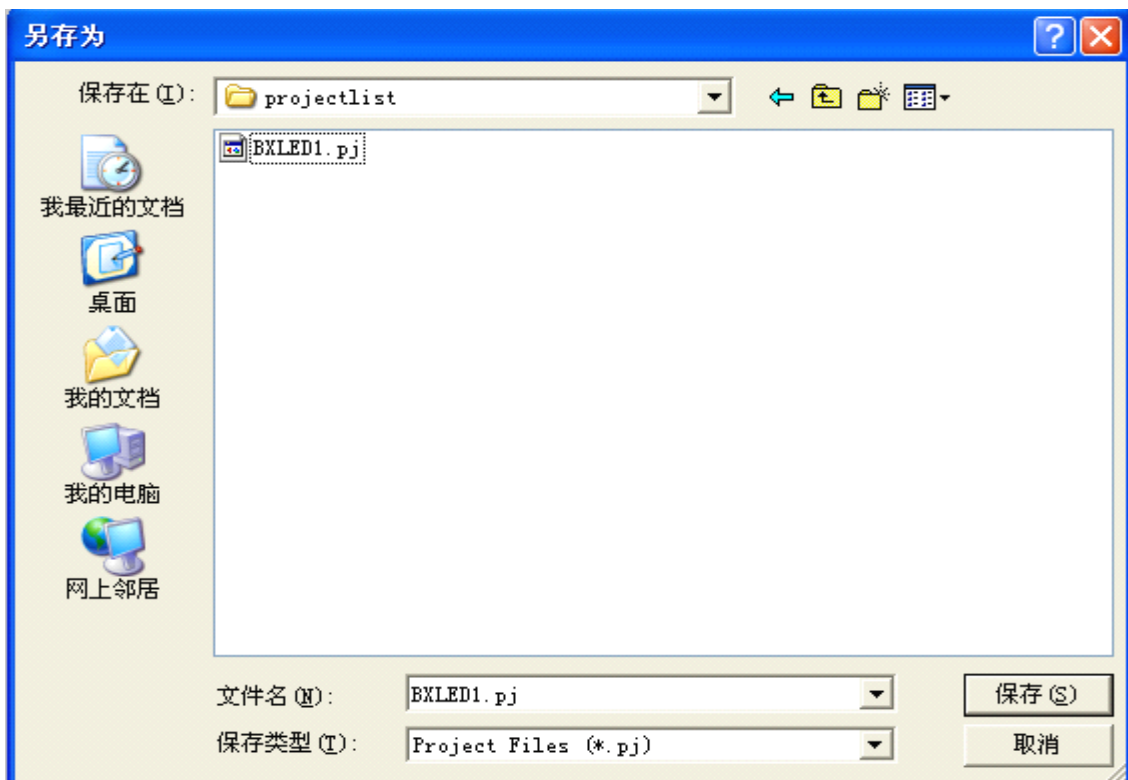 另存为
保存在(I):
projectlist
BXLED1.pj
我最近的文档
桌面
我的文档
我的电脑
网上邻居
文件名(N):
BXLED1.pj
保存(S)
保存类型(T):
Project Files (*.pj)
取消